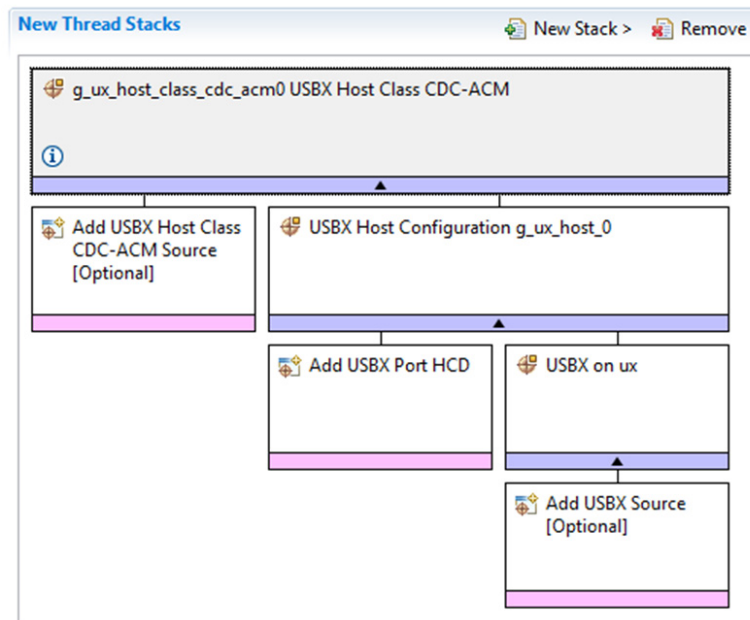 New Thread Stacks
New Stack > Remove
g_ux_host_class_cdc_acm0 USBX Host Class CDC-ACM
Add USBX Host Class
CDC-ACM Source
[Optional]
USBX Host Configuration g_ux_host_0
Add USBX Port HCD
USBX on ux
Add USBX Source
[Optional]